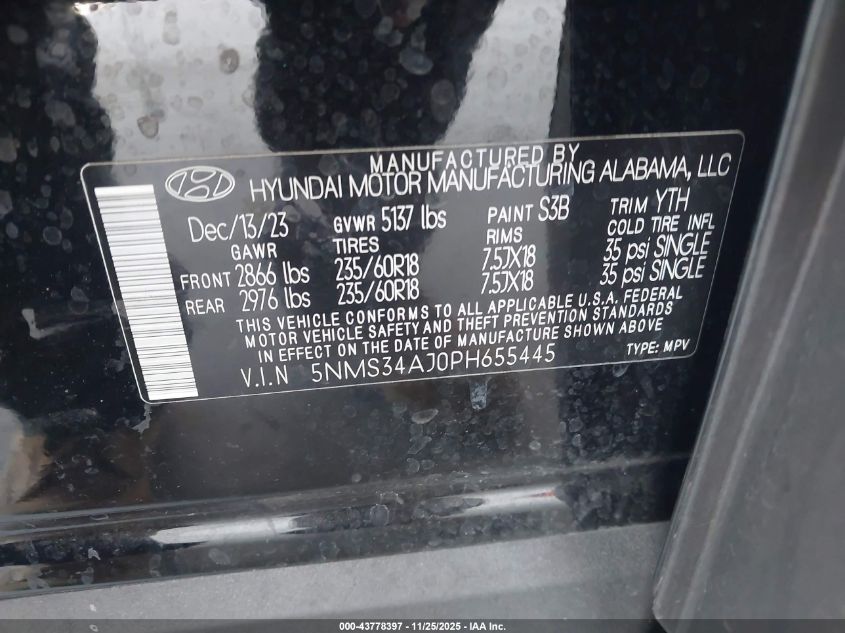 MANUFACTURED BY
HYUNDAI MOTOR MANUFACTURING ALABAMA, LLC
Dec/13/23 GVWR 5137 lbs PAINT S3B TRIM YTH
GAWR TIRES RIMS COLD TIRE INFL
FRONT 2866 lbs 235/60R18 7.5JX18 35 psi SINGLE
REAR 2976 lbs 235/60R18 7.5JX18 35 psi SINGLE
THIS VEHICLE CONFORMS TO ALL APPLICABLE U.S.A. FEDERAL
MOTOR VEHICLE SAFETY AND THEFT PREVENTION STANDARDS
IN EFFECT ON THE DATE OF MANUFACTURE SHOWN ABOVE
V.I.N 5NMS34AJ0PH655445 TYPE: MPV
000-43778397 - 11/25/2025 - IAA Inc.